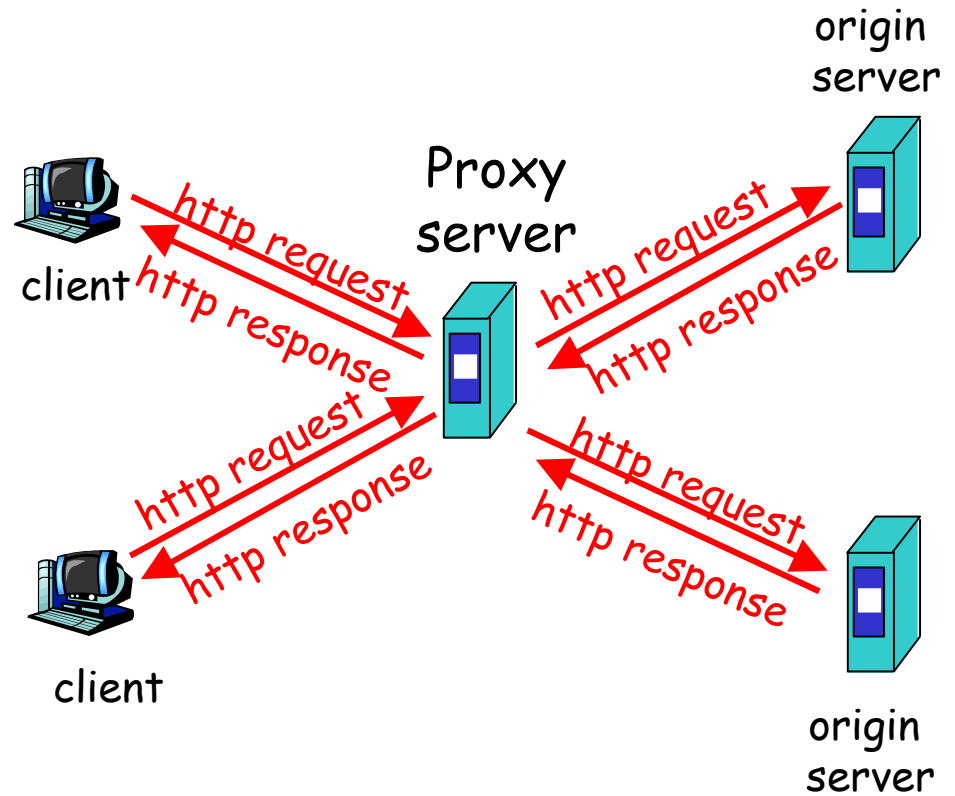 origin
server
Proxy
server
client
http request
http response
http request
http response
http request
http response
http request
http response
client
origin
server